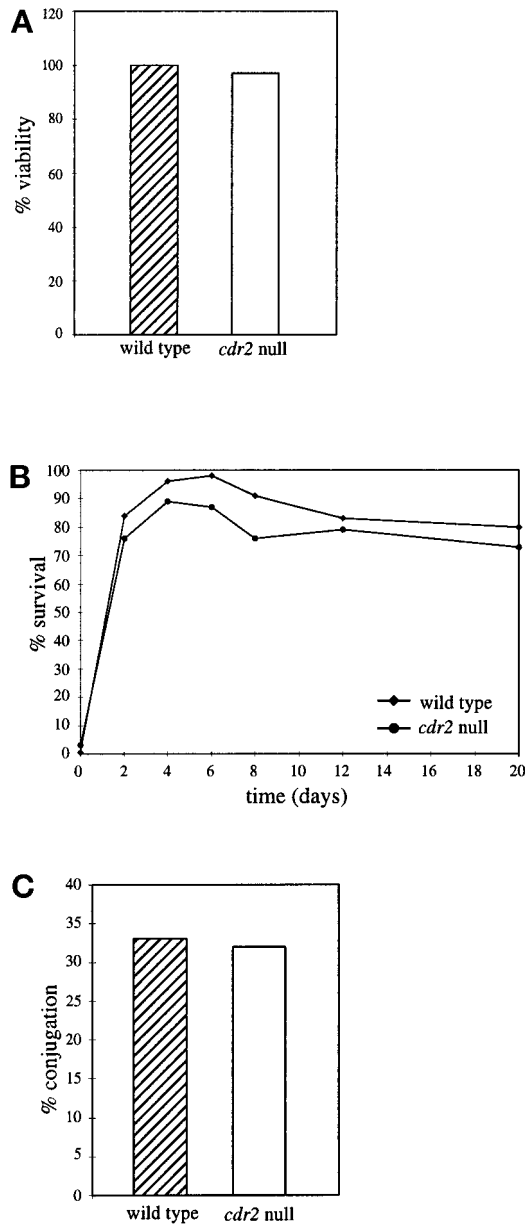 A
120
100
80
60
40
20
0
% viability
wild type cdr2 null
B
100
90
80
70
60
50
40
30
20
10
0
% survival
wild type
cdr2 null
0 2 4 6 8 10 12 14 16 18 20
time (days)
C
40
35
30
25
20
15
10
5
0
% conjugation
wild type cdr2 null